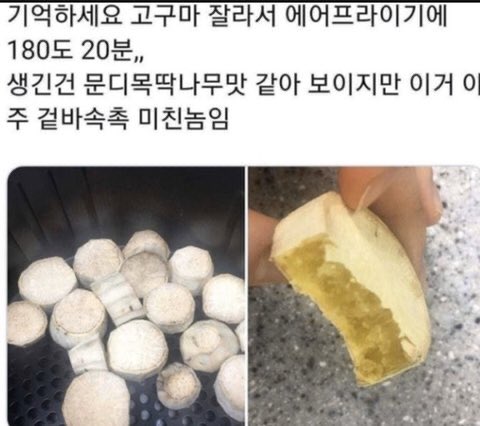 기억하세요 고구마 잘라서 에어프라이기에
180도 20분,,
생긴건 문디목딱나무맛 같아 보이지만 이거 아
주 겉바속촉 미친놈임